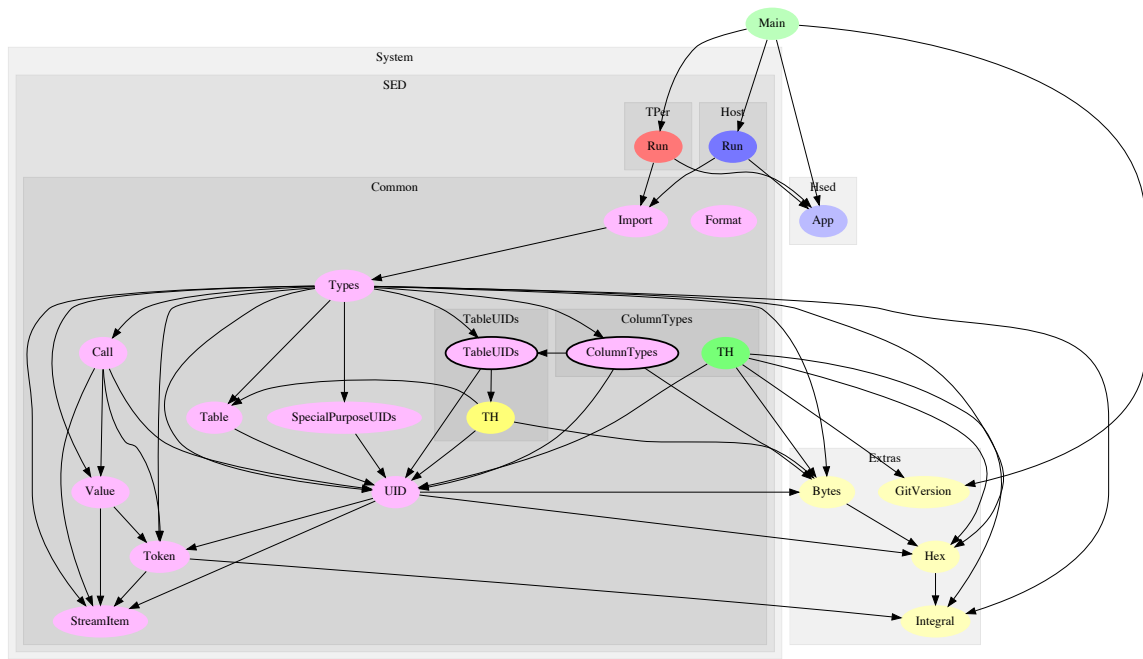 Main
System
SED
TPer
Host
Run
Run
Common
Hsed
Import
Format
App
Types
TableUIDs
ColumnTypes
Call
TableUIDs
ColumnTypes
TH
Table
SpecialPurposeUIDs
TH
Extras
Value
UID
Bytes
GitVersion
Token
Hex
StreamItem
Integral